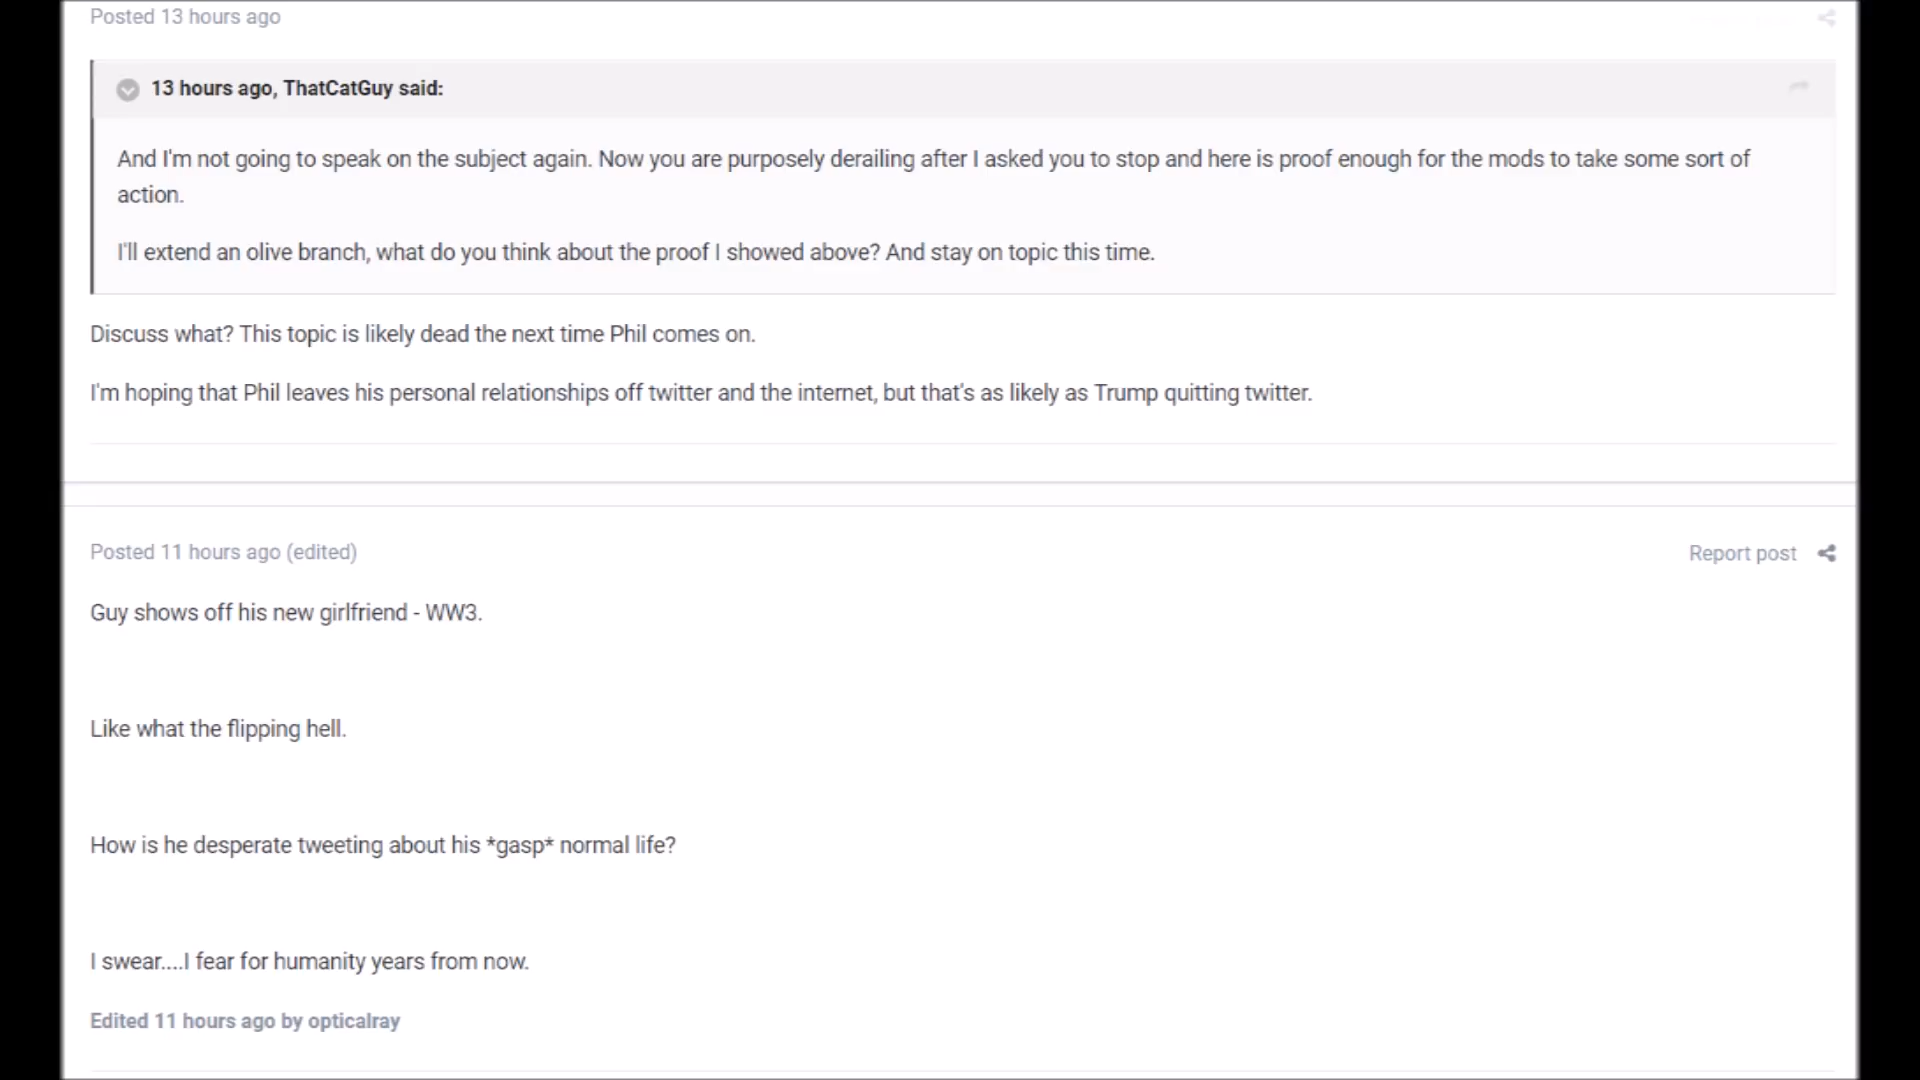 Posted 13 hours ago
13 hours ago, ThatCatGuy said:
And I'm not going to speak on the subject again. Now you are purposely derailing after I asked you to stop and here is proof enough for the mods to take some sort of
action.
I'll extend an olive branch, what do you think about the proof I showed above? And stay on topic this time.
Discuss what? This topic is likely dead the next time Phil comes on.
I'm hoping that Phil leaves his personal relationships off twitter and the internet, but that's as likely as Trump quitting twitter.
Posted 11 hours ago (edited)
Report post
Guy shows off his new girlfriend - WW3.
Like what the flipping hell.
How is he desperate tweeting about his *gasp* normal life?
I swear....I fear for humanity years from now.
Edited 11 hours ago by opticalray